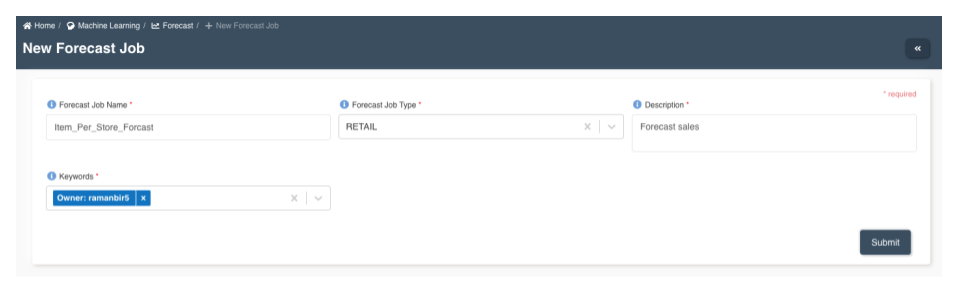 Home / Machine Learning / Forecast / + New Forecast Job
New Forecast Job
«
* required
Forecast Job Name *
Forecast Job Type *
Description *
Item_Per_Store_Forcast
RETAIL
Forecast sales
Keywords *
Owner: ramanbir5 x
Submit